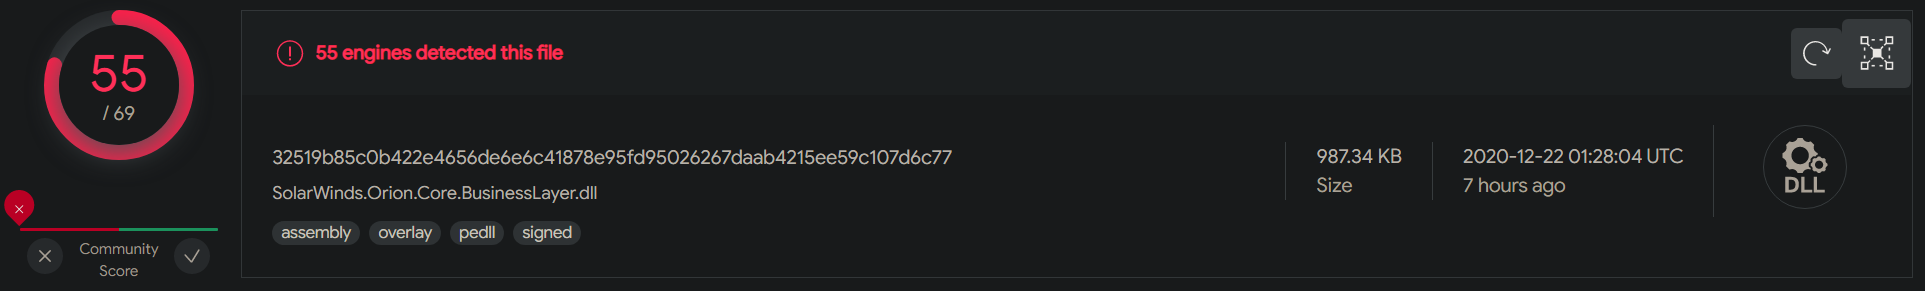 55
/ 69
Community
Score
55 engines detected this file
32519b85c0b422e4656de6e6c41878e95fd95026267daab4215ee59c107d6c77
SolarWinds.Orion.Core.BusinessLayer.dll
assembly overlay pedll signed
987.34 KB
Size
2020-12-22 01:28:04 UTC
7 hours ago
DLL